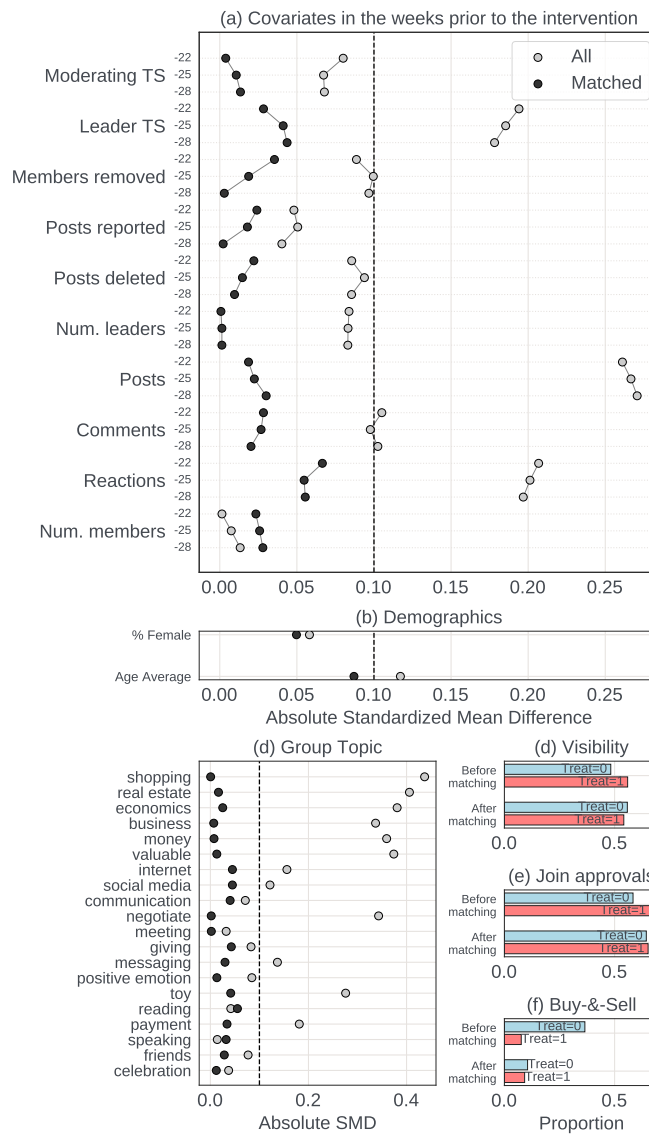 (a) Covariates in the weeks prior to the intervention
All
Matched
Moderating TS
-22
-25
-28
Leader TS
-22
-25
-28
Members removed
-22
-25
-28
Posts reported
-22
-25
-28
Posts deleted
-22
-25
-28
Num. leaders
-22
-25
-28
Posts
-22
-25
-28
Comments
-22
-25
-28
Reactions
-22
-25
-28
Num. members
-22
-25
-28
0.00 0.05 0.10 0.15 0.20 0.25
(b) Demographics
% Female
Age Average
0.00 0.05 0.10 0.15 0.20 0.25
Absolute Standardized Mean Difference
(d) Group Topic
shopping
real estate
economics
business
money
valuable
internet
social media
communication
negotiate
meeting
giving
messaging
positive emotion
toy
reading
payment
speaking
friends
celebration
0.0 0.2 0.4
Absolute SMD
(d) Visibility
Before
matching
Treat=0
Treat=1
After
matching
Treat=0
Treat=1
0.0 0.5
(e) Join approvals
Before
matching
Treat=0
Treat=1
After
matching
Treat=0
Treat=1
0.0 0.5
(f) Buy-&-Sell
Before
matching
Treat=0
Treat=1
After
matching
Treat=0
Treat=1
0.0 0.5
Proportion